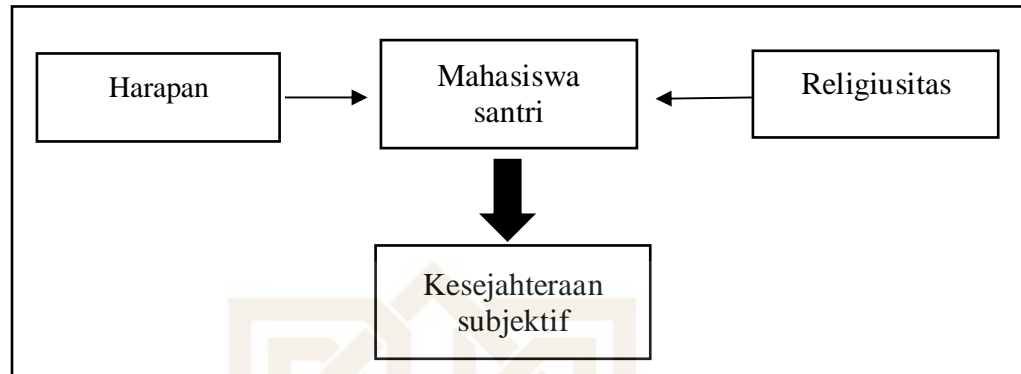 Harapan
Mahasiswa
santri
Religiusitas
Kesejahteraan
subjektif